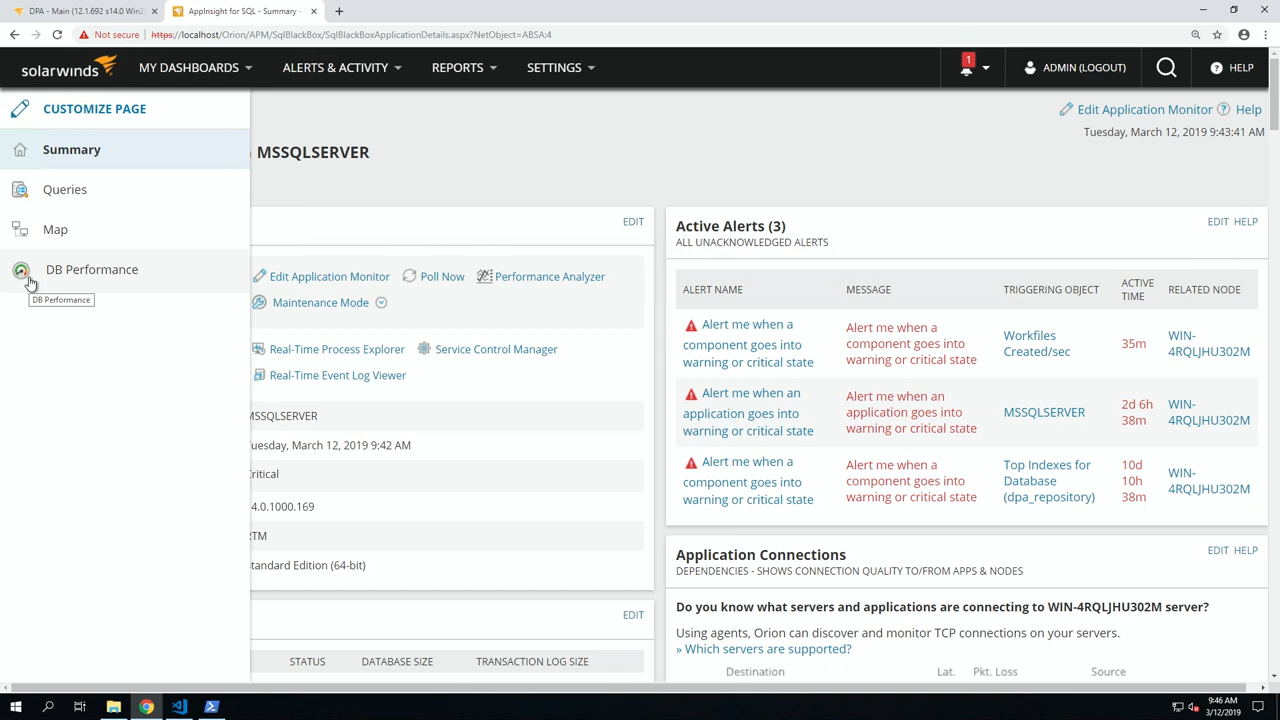 DPA - Main (12.1.692 s14.0 Win2
AppInsight for SQL - Summary -
Not secure | https://localhost/Orion/APM/SqlBlackBox/SqlBlackBoxApplicationDetails.aspx?NetObject=ABSA:4
solarwinds
MY DASHBOARDS
ALERTS & ACTIVITY
REPORTS
SETTINGS
1
ADMIN (LOGOUT)
HELP
CUSTOMIZE PAGE
Summary
Queries
Map
DB Performance
DB Performance
Edit Application Monitor
Help
Tuesday, March 12, 2019 9:43:41 AM
MSSQLSERVER
EDIT
Edit Application Monitor
Poll Now
Performance Analyzer
Maintenance Mode
Real-Time Process Explorer
Service Control Manager
Real-Time Event Log Viewer
MSSQLSERVER
uesday, March 12, 2019 9:42 AM
ritical
4.0.1000.169
TM
tandard Edition (64-bit)
EDIT
STATUS
DATABASE SIZE
TRANSACTION LOG SIZE
Active Alerts (3)
EDIT HELP
ALL UNACKNOWLEDGED ALERTS
ALERT NAME
MESSAGE
TRIGGERING OBJECT
ACTIVE
TIME
RELATED NODE
Alert me when a
component goes into
warning or critical state
Alert me when a
component goes into
warning or critical state
Workfiles
Created/sec
35m
WIN-
4RQLJHU302M
Alert me when an
application goes into
warning or critical state
Alert me when an
application goes into
warning or critical state
MSSQLSERVER
2d 6h
38m
WIN-
4RQLJHU302M
Alert me when a
component goes into
warning or critical state
Alert me when a
component goes into
warning or critical state
Top Indexes for
Database
(dpa_repository)
10d
10h
38m
WIN-
4RQLJHU302M
Application Connections
EDIT HELP
DEPENDENCIES - SHOWS CONNECTION QUALITY TO/FROM APPS & NODES
Do you know what servers and applications are connecting to WIN-4RQLJHU302M server?
Using agents, Orion can discover and monitor TCP connections on your servers.
» Which servers are supported?
Destination
Lat.
Pkt. Loss
Source
9:46 AM
3/12/2019